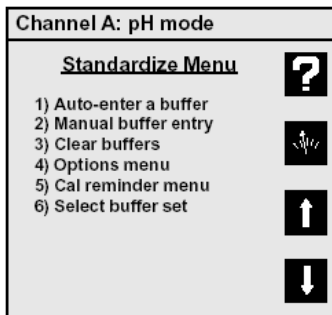 Channel A: pH mode
Standardize Menu
?
1) Auto-enter a buffer
2) Manual buffer entry
3) Clear buffers
4) Options menu
5) Cal reminder menu
6) Select buffer set